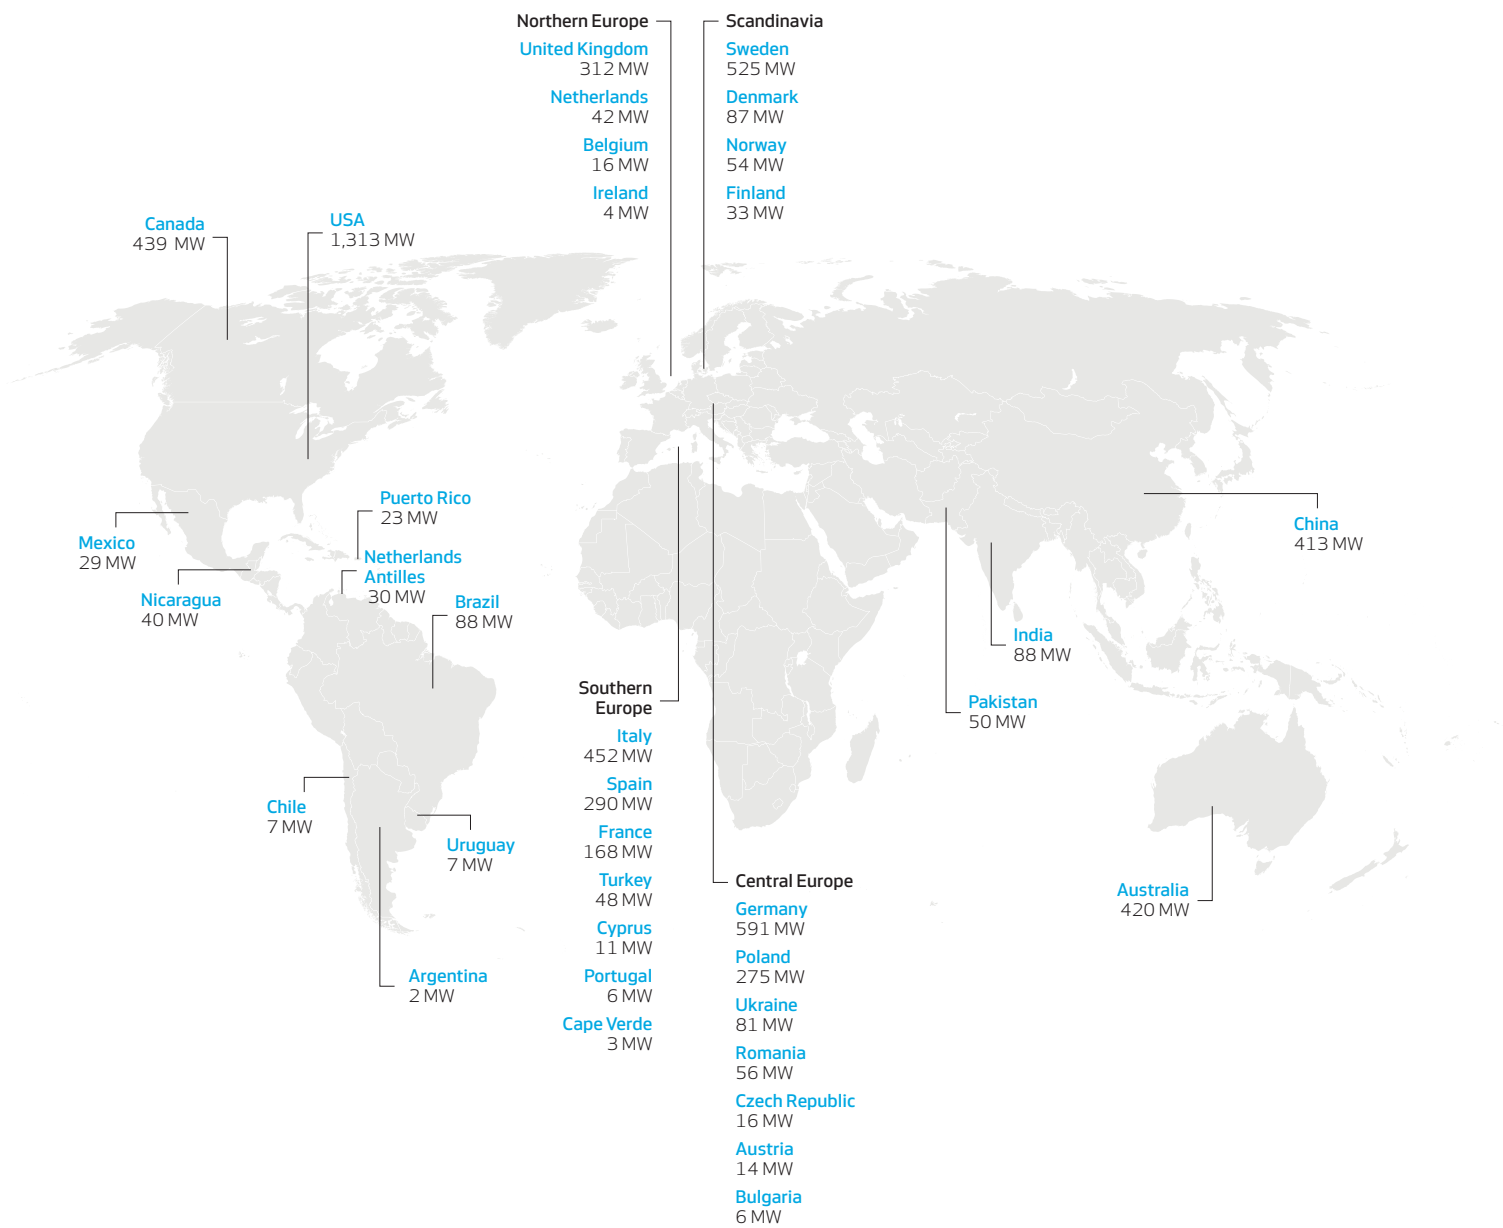 Northern Europe
United Kingdom
312 MW
Netherlands
42 MW
Belgium
16 MW
Ireland
4 MW
Scandinavia
Sweden
525 MW
Denmark
87 MW
Norway
54 MW
Finland
33 MW
Canada
439 MW
USA
1,313 MW
Puerto Rico
23 MW
Mexico
29 MW
Netherlands
Antilles
30 MW
Nicaragua
40 MW
Brazil
88 MW
China
413 MW
India
88 MW
Pakistan
50 MW
Southern
Europe
Italy
452 MW
Spain
290 MW
France
168 MW
Turkey
48 MW
Cyprus
11 MW
Portugal
6 MW
Cape Verde
3 MW
Chile
7 MW
Uruguay
7 MW
Argentina
2 MW
Central Europe
Germany
591 MW
Poland
275 MW
Ukraine
81 MW
Romania
56 MW
Czech Republic
16 MW
Austria
14 MW
Bulgaria
6 MW
Australia
420 MW